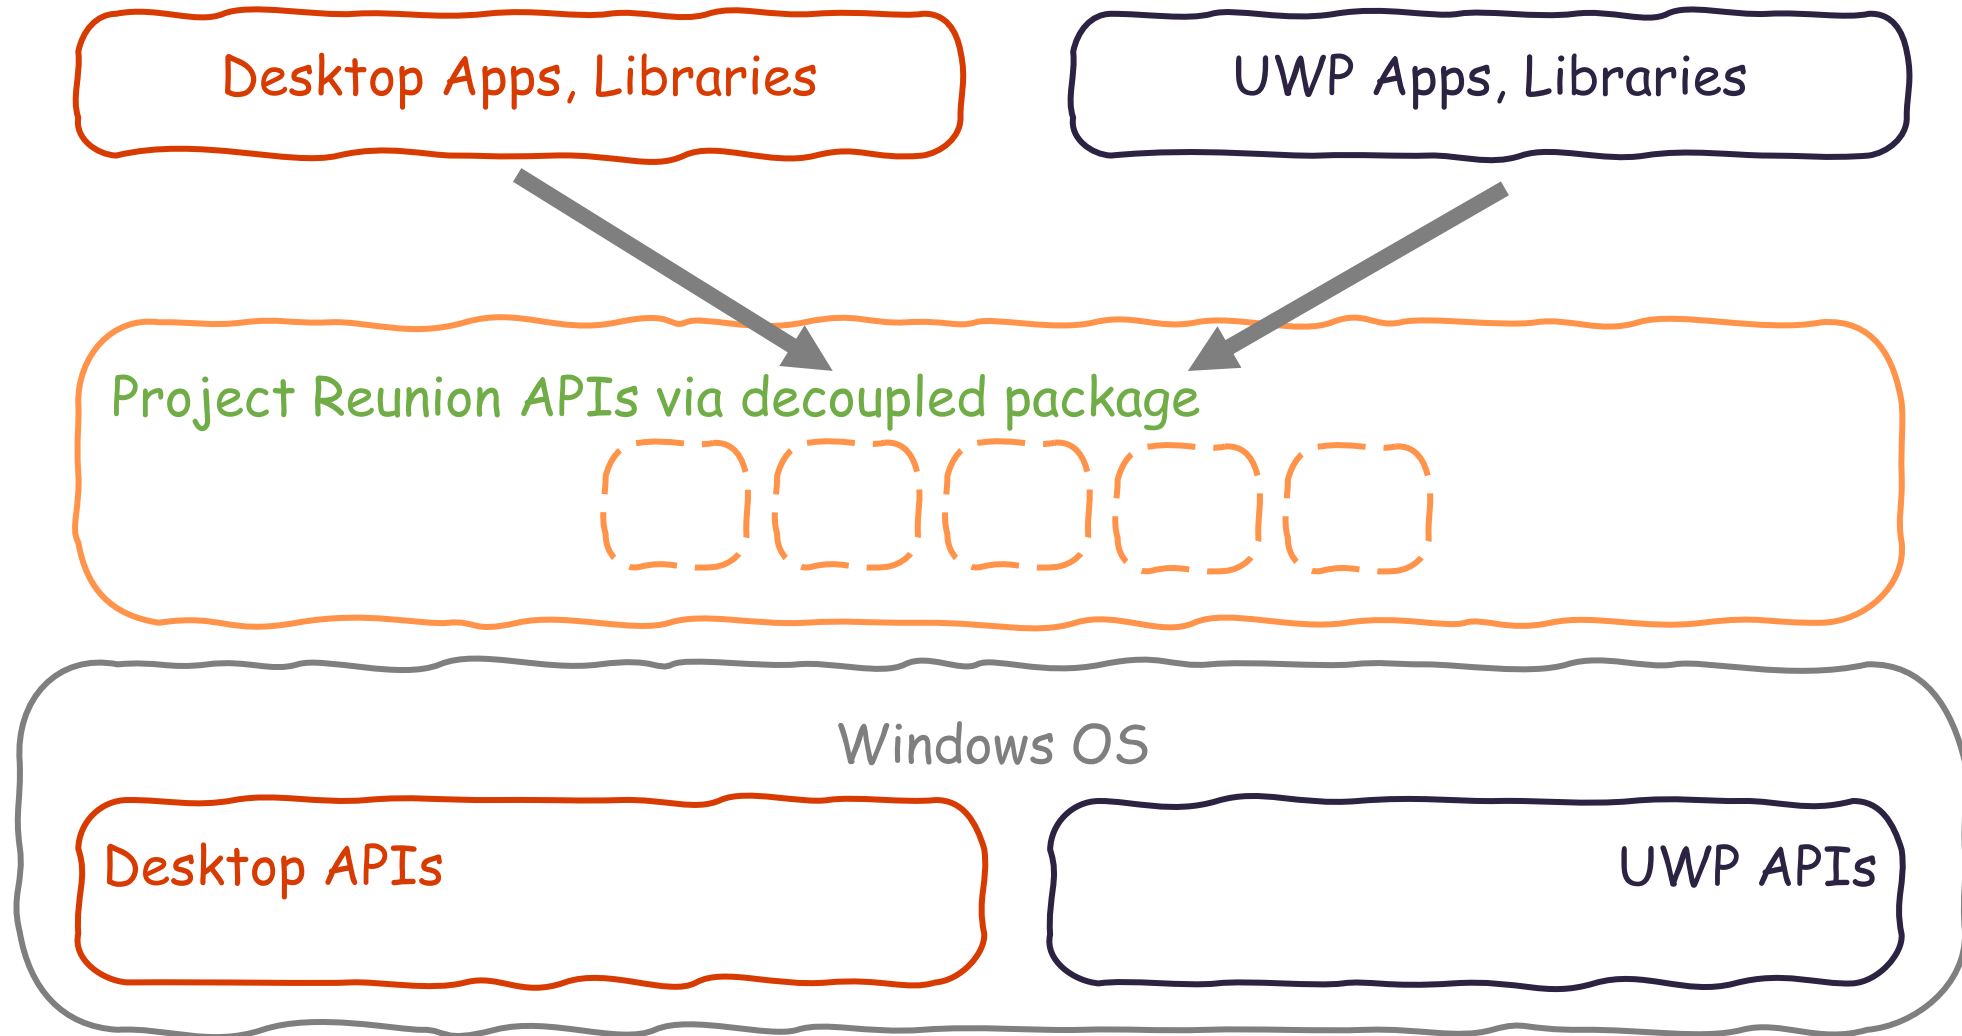 Desktop Apps, Libraries
UWP Apps, Libraries
Project Reunion APIs via decoupled package
Windows OS
Desktop APIs
UWP APIs